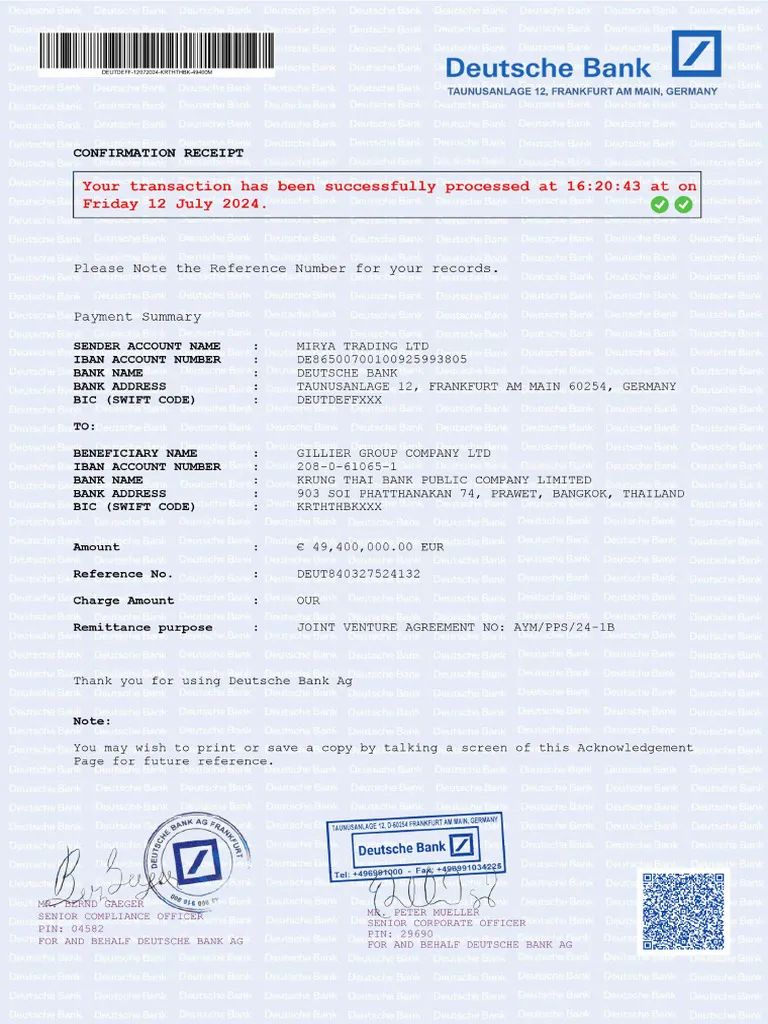 DEUTDEFF-12072024-KRTHTHBK-49400M
Deutsche Bank
TAUNUSANLAGE 12, FRANKFURT AM MAIN, GERMANY
CONFIRMATION RECEIPT
Your transaction has been successfully processed at 16:20:43 at on
Friday 12 July 2024.
Please Note the Reference Number for your records.
Payment Summary
SENDER ACCOUNT NAME : MIRYA TRADING LTD
IBAN ACCOUNT NUMBER : DE86500700100925993805
BANK NAME : DEUTSCHE BANK
BANK ADDRESS : TAUNUSANLAGE 12, FRANKFURT AM MAIN 60254, GERMANY
BIC (SWIFT CODE) : DEUTDEFFXXX
TO:
BENEFICIARY NAME : GILLIER GROUP COMPANY LTD
IBAN ACCOUNT NUMBER : 208-0-61065-1
BANK NAME : KRUNG THAI BANK PUBLIC COMPANY LIMITED
BANK ADDRESS : 903 SOI PHATTHANAKAN 74, PRAWET, BANGKOK, THAILAND
BIC (SWIFT CODE) : KRTHTHBKXXX
Amount : € 49,400,000.00 EUR
Reference No. : DEUT840327524132
Charge Amount : OUR
Remittance purpose : JOINT VENTURE AGREEMENT NO: AYM/PPS/24-1B
Thank you for using Deutsche Bank Ag
Note:
You may wish to print or save a copy by talking a screen of this Acknowledgement
Page for future reference.
DEUTSCHE BANK AG FRANKFURT
TAUNUSANLAGE 12, D-60254 FRANKFURT AM MAIN, GERMANY
Deutsche Bank
Tel: +496991000 - Fax: +496991034225
MR. BERND GAEGER
SENIOR COMPLIANCE OFFICER
PIN: 04582
FOR AND BEHALF DEUTSCHE BANK AG
MR. PETER MUELLER
SENIOR CORPORATE OFFICER
PIN: 29690
FOR AND BEHALF DEUTSCHE BANK AG